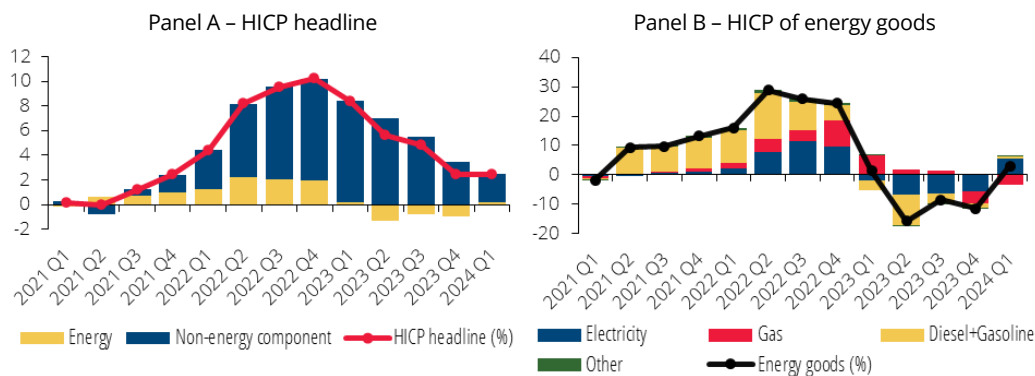 Panel A – HICP headline
12
10
8
6
4
2
0
-2
2021 Q1
2021 Q2
2021 Q3
2021 Q4
2022 Q1
2022 Q2
2022 Q3
2022 Q4
2023 Q1
2023 Q2
2023 Q3
2023 Q4
2024 Q1
Energy
Non-energy component
HICP headline (%)
Panel B – HICP of energy goods
40
30
20
10
0
-10
-20
2021 Q1
2021 Q2
2021 Q3
2021 Q4
2022 Q1
2022 Q2
2022 Q3
2022 Q4
2023 Q1
2023 Q2
2023 Q3
2023 Q4
2024 Q1
Electricity
Gas
Diesel+Gasoline
Other
Energy goods (%)